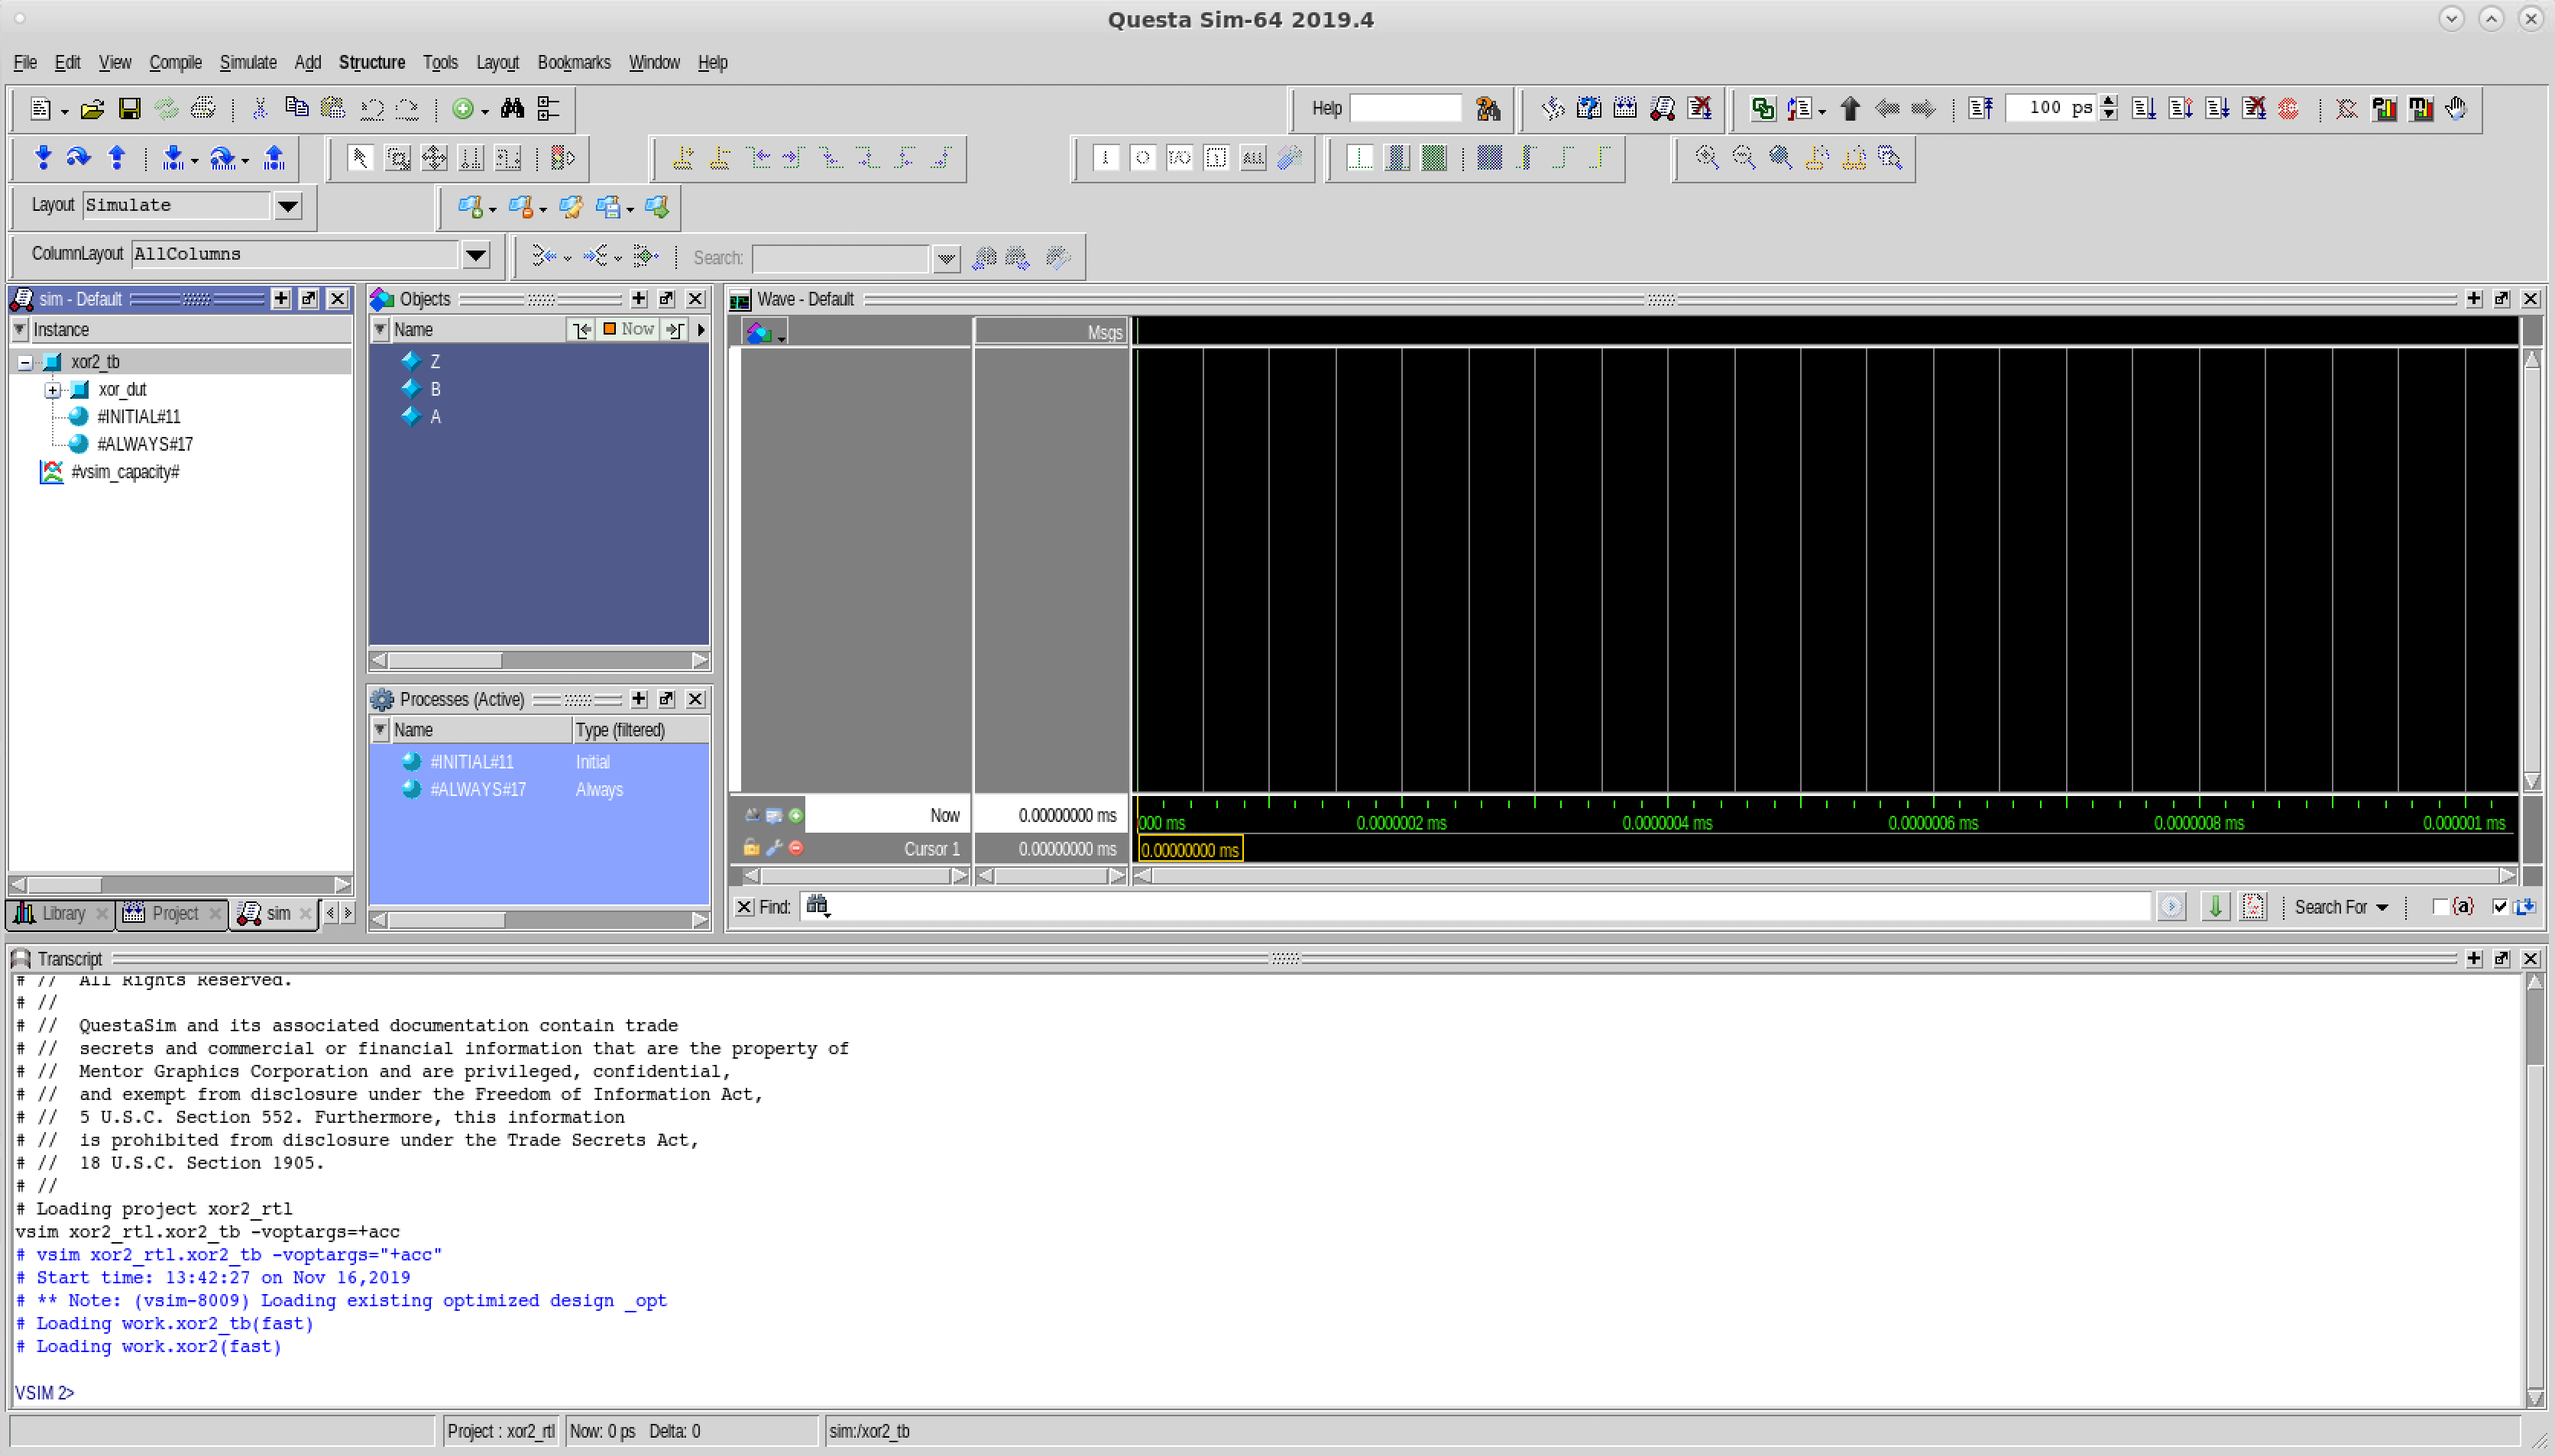 Questa Sim-64 2019.4
File Edit View Compile Simulate Add Structure Tools Layout Bookmarks Window Help
Help 100 ps
Layout Simulate
ColumnLayout AllColumns Search:
sim - Default
Instance
xor2_tb
xor_dut
#INITIAL#11
#ALWAYS#17
#vsim_capacity#
Library Project sim
Objects
Name Now
Z
B
A
Processes (Active)
Name Type (filtered)
#INITIAL#11 Initial
#ALWAYS#17 Always
Wave - Default
Msgs
Now 0.00000000 ms
000 ms 0.0000002 ms 0.0000004 ms 0.0000006 ms 0.0000008 ms 0.000001 ms
Cursor 1 0.00000000 ms 0.00000000 ms
Find: Search For {a}
Transcript
# // All Rights Reserved.
# //
# // QuestaSim and its associated documentation contain trade
# // secrets and commercial or financial information that are the property of
# // Mentor Graphics Corporation and are privileged, confidential,
# // and exempt from disclosure under the Freedom of Information Act,
# // 5 U.S.C. Section 552. Furthermore, this information
# // is prohibited from disclosure under the Trade Secrets Act,
# // 18 U.S.C. Section 1905.
# //
# Loading project xor2_rtl
vsim xor2_rtl.xor2_tb -voptargs=+acc
# vsim xor2_rtl.xor2_tb -voptargs="+acc"
# Start time: 13:42:27 on Nov 16,2019
# ** Note: (vsim-8009) Loading existing optimized design _opt
# Loading work.xor2_tb(fast)
# Loading work.xor2(fast)
VSIM 2>
Project : xor2_rtl Now: 0 ps Delta: 0 sim:/xor2_tb